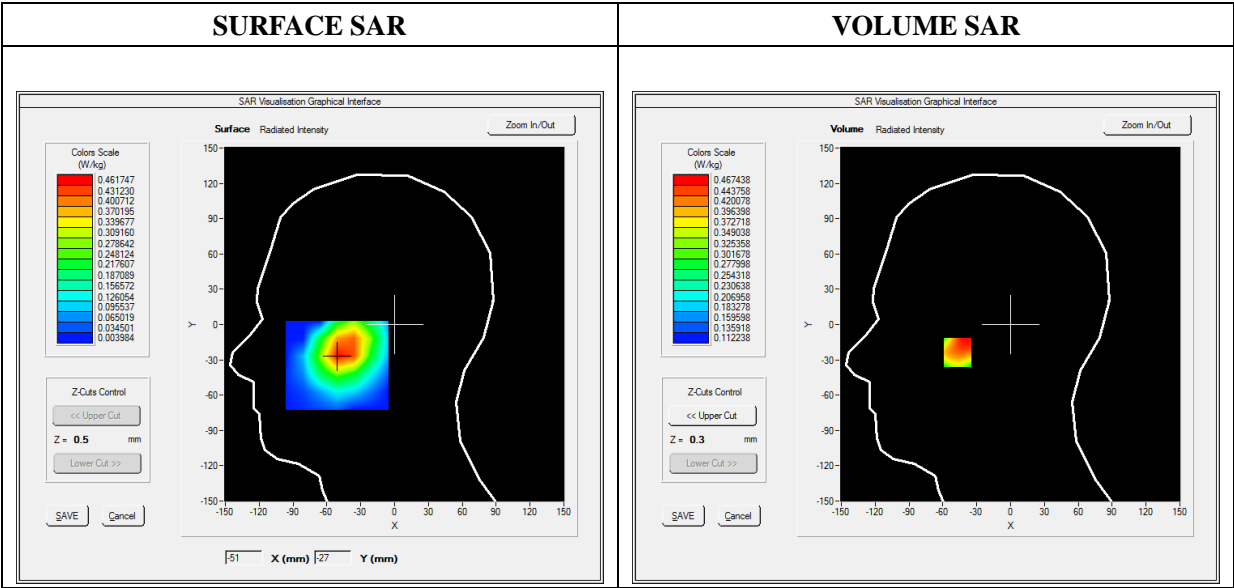 SURFACE SAR
VOLUME SAR
SAR Visualisation Graphical Interface
Surface Radiated Intensity
Zoom In/Out
Colors Scale
(W/kg)
0.461747
0.431230
0.400712
0.370195
0.339677
0.309160
0.278642
0.248124
0.217607
0.187089
0.156572
0.126054
0.095537
0.065019
0.034501
0.003984
150
120
90
60
30
0
-30
-60
-90
-120
-150
Y
-150 -120 -90 -60 -30 0 30 60 90 120 150
X
Z-Cuts Control
<< Upper Cut
Z = 0.5 mm
Lower Cut >>
SAVE Cancel
-51 X (mm) -27 Y (mm)
SAR Visualisation Graphical Interface
Volume Radiated Intensity
Zoom In/Out
Colors Scale
(W/kg)
0.467438
0.443758
0.420078
0.396398
0.372718
0.349038
0.325358
0.301678
0.277998
0.254318
0.230638
0.206958
0.183278
0.159598
0.135918
0.112238
150
120
90
60
30
0
-30
-60
-90
-120
-150
Y
-150 -120 -90 -60 -30 0 30 60 90 120 150
X
Z-Cuts Control
<< Upper Cut
Z = 0.3 mm
Lower Cut >>
SAVE Cancel